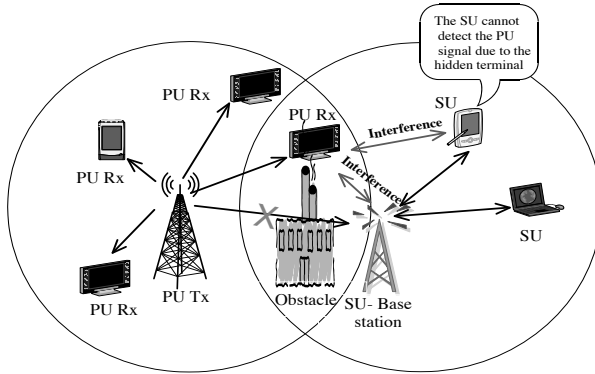 The SU cannot
detect the PU
signal due to the
hidden terminal
SU
PU Rx
PU Rx
Interference
PU Rx
Interference
SU
PU Rx
PU Tx
Obstacle
SU- Base
station